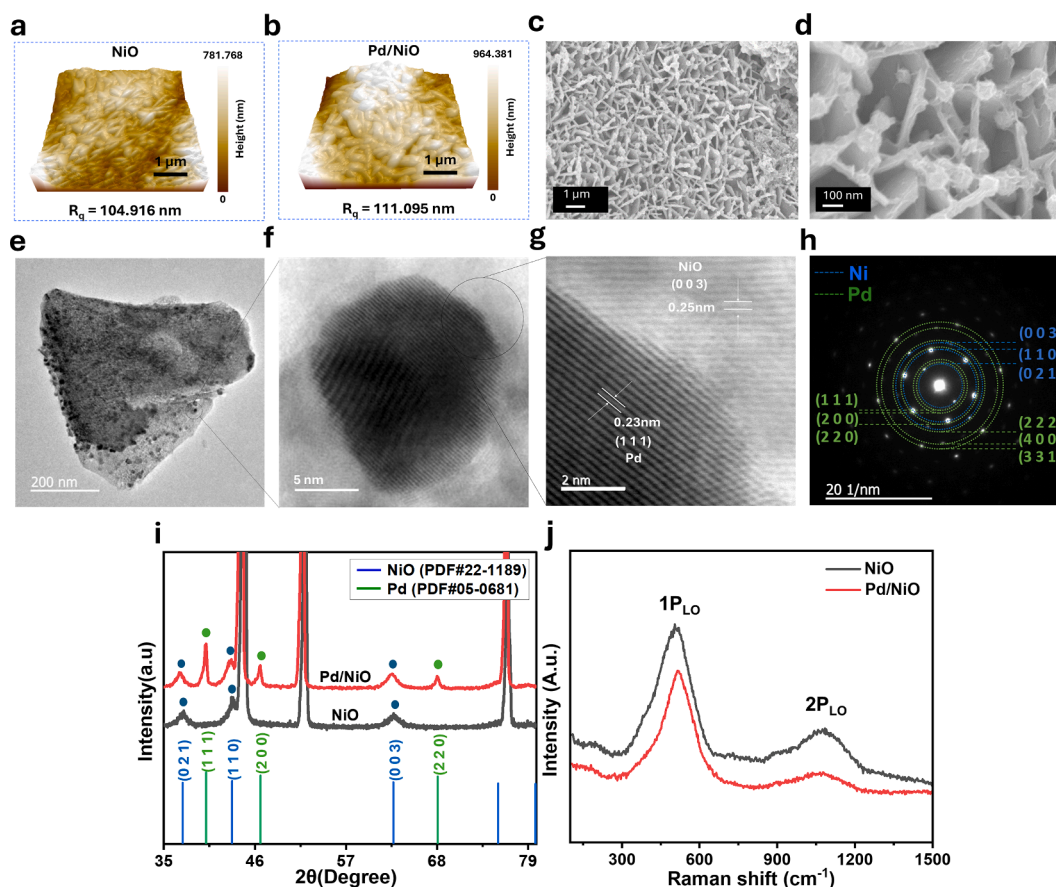 a
NiO
781.768
Height (nm)
0
1 µm
Rq = 104.916 nm
b
Pd/NiO
964.381
Height (nm)
0
1 µm
Rq = 111.095 nm
c
1 µm
d
100 nm
e
200 nm
f
5 nm
g
NiO
(0 0 3)
0.25nm
0.23nm
(1 1 1)
Pd
2 nm
h
Ni
Pd
(0 0 3
(1 1 0
(0 2 1
(1 1 1)
(2 0 0)
(2 2 0)
(2 2 2
(4 0 0
(3 3 1
20 1/nm
i
NiO (PDF#22-1189)
Pd (PDF#05-0681)
Pd/NiO
NiO
(0 2 1)
(1 1 1)
(1 1 0)
(2 0 0)
(0 0 3)
(2 2 0)
Intensity(a.u)
35 46 57 68 79
2θ(Degree)
j
NiO
Pd/NiO
1PLO
2PLO
Intensity (A.u.)
300 600 900 1200 1500
Raman shift (cm⁻¹)